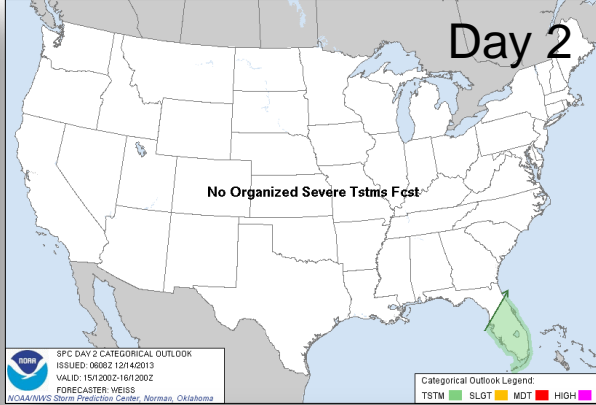 Day 2
No Organized Severe Tstms Fcst
NOAA
SPC DAY 2 CATEGORICAL OUTLOOK
ISSUED: 0608Z 12/14/2013
VALID: 15/1200Z-16/1200Z
FORECASTER: WEISS
NOAA/NWS Storm Prediction Center, Norman, Oklahoma
Categorical Outlook Legend:
TSTM SLGT MDT HIGH